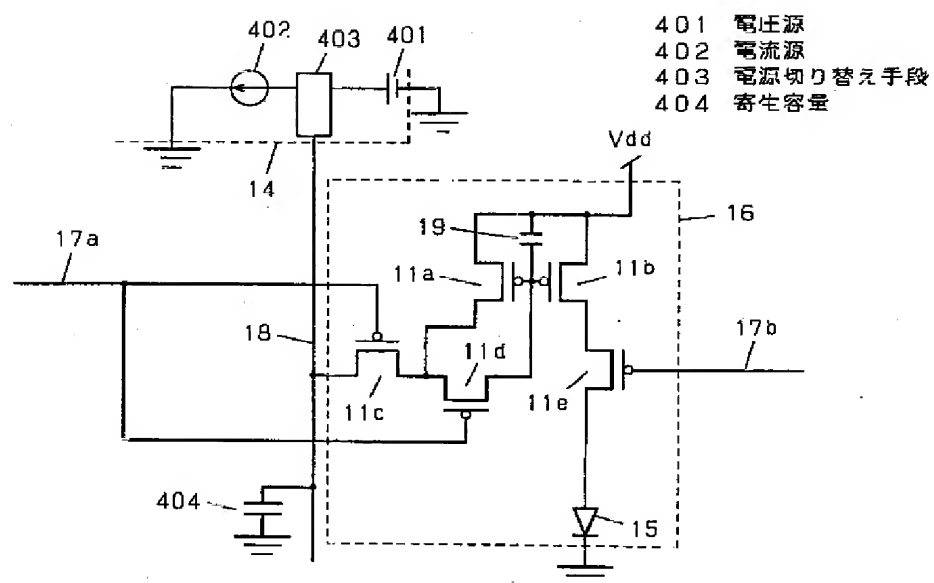 401 電圧源
402 電流源
403 電源切り替え手段
404 寄生容量
402
403
401
14
Vdd
16
17a
19
11a
11b
18
11d
17b
11c
11e
404
15